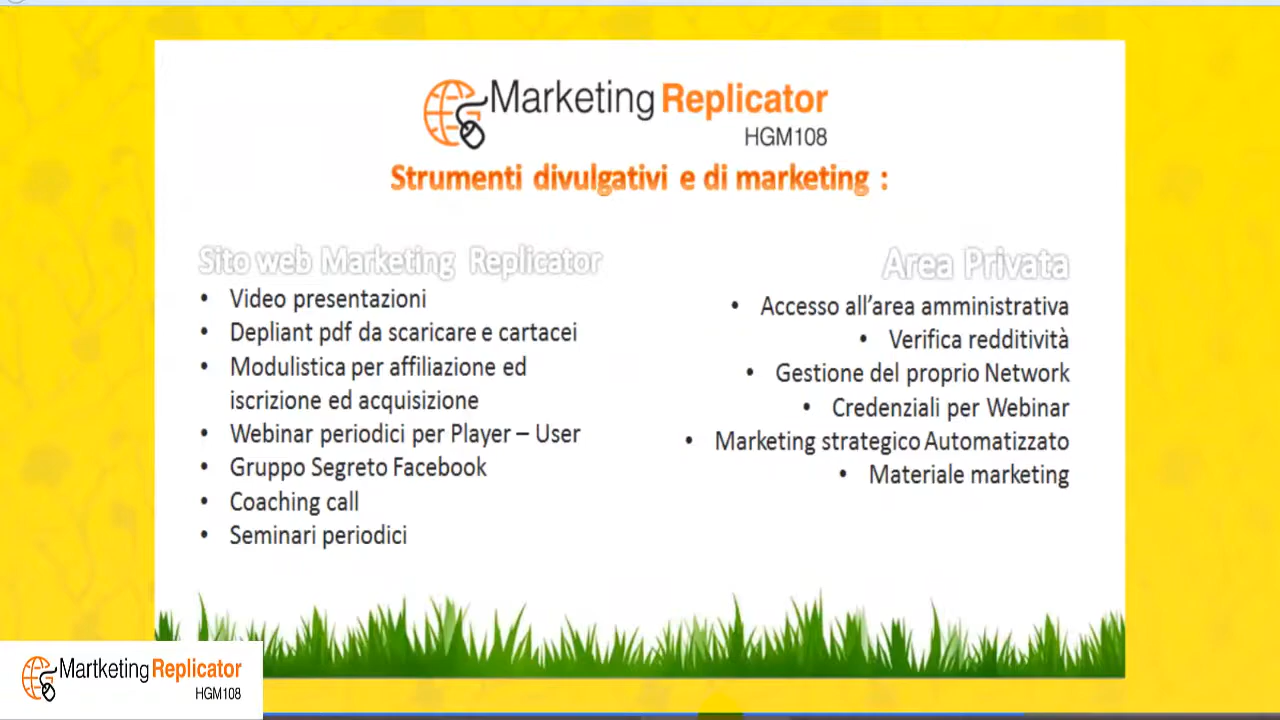 Marketing Replicator
HGM108
Strumenti divulgativi e di marketing :
Sito web Marketing Replicator
• Video presentazioni
• Depliant pdf da scaricare e cartacei
• Modulistica per affiliazione ed
iscrizione ed acquisizione
• Webinar periodici per Player – User
• Gruppo Segreto Facebook
• Coaching call
• Seminari periodici
Area Privata
• Accesso all’area amministrativa
• Verifica redditività
• Gestione del proprio Network
• Credenziali per Webinar
• Marketing strategico Automatizzato
• Materiale marketing
MartketingReplicator
HGM108